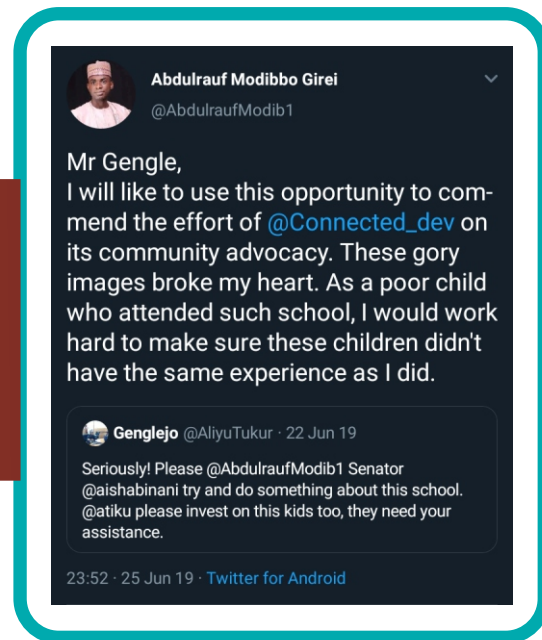 Abdulrauf Modibbo Girei
@AbdulraufModib1
Mr Gengle,
I will like to use this opportunity to com-
mend the effort of @Connected_dev on
its community advocacy. These gory
images broke my heart. As a poor child
who attended such school, I would work
hard to make sure these children didn't
have the same experience as I did.
Genglejo @AliyuTukur · 22 Jun 19
Seriously! Please @AbdulraufModib1 Senator
@aishabinani try and do something about this school.
@atiku please invest on this kids too, they need your
assistance.
23:52 · 25 Jun 19 · Twitter for Android